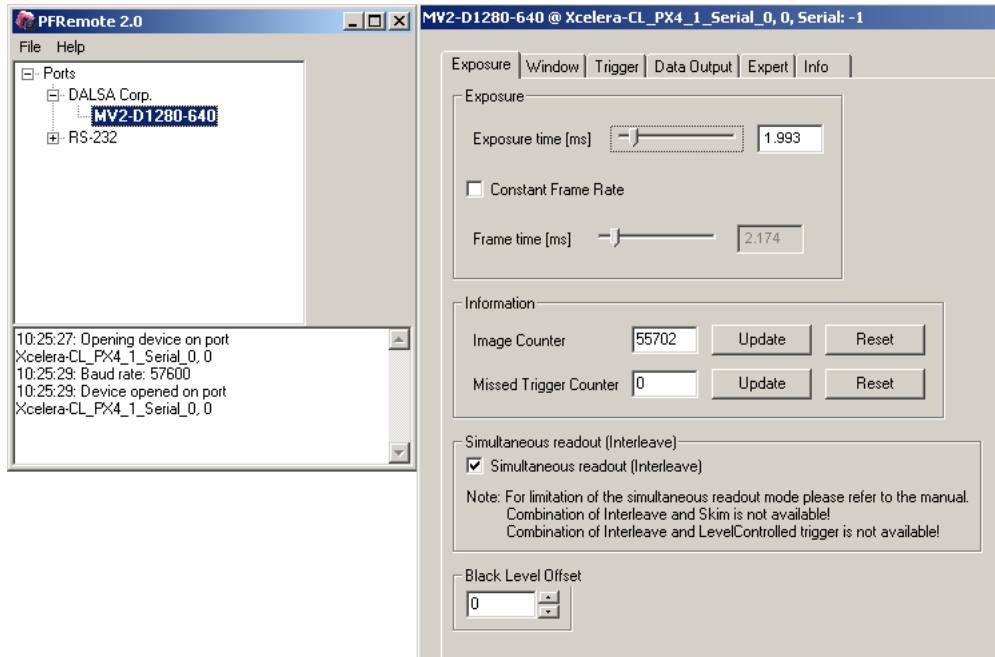 PFRemote 2.0
File Help
Ports
DALSA Corp.
MV2-D1280-640
RS-232
10:25:27: Opening device on port
Xcelera-CL_PX4_1_Serial_0, 0
10:25:29: Baud rate: 57600
10:25:29: Device opened on port
Xcelera-CL_PX4_1_Serial_0, 0
MV2-D1280-640 @ Xcelera-CL_PX4_1_Serial_0, 0, Serial: -1
Exposure Window Trigger Data Output Expert Info
Exposure
Exposure time [ms] 1.993
Constant Frame Rate
Frame time [ms] 2.174
Information
Image Counter 55702 Update Reset
Missed Trigger Counter 0 Update Reset
Simultaneous readout (Interleave)
Simultaneous readout (Interleave)
Note: For limitation of the simultaneous readout mode please refer to the manual.
Combination of Interleave and Skim is not available!
Combination of Interleave and LevelControlled trigger is not available!
Black Level Offset
0